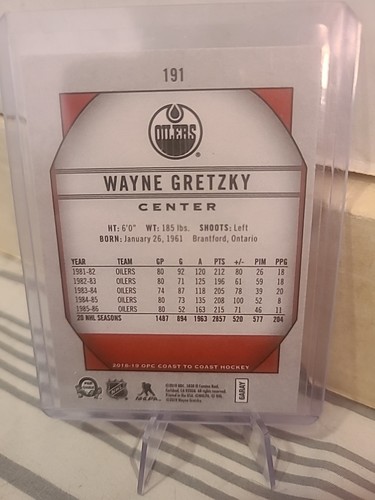 191
OILERS
WAYNE GRETZKY
CENTER
HT: 6'0" WT: 185 lbs. SHOOTS: Left
BORN: January 26, 1961 Brantford, Ontario
YEAR TEAM GP G A PTS +/- PIM PPG
1981-82 OILERS 80 92 120 212 80 26 18
1982-83 OILERS 80 71 125 196 61 59 18
1983-84 OILERS 74 87 118 205 78 39 20
1984-85 OILERS 80 73 135 208 100 52 8
1985-86 OILERS 80 52 163 215 71 46 11
20 NHL SEASONS 1487 894 1963 2857 520 577 204
2018-19 OPC COAST TO COAST HOCKEY